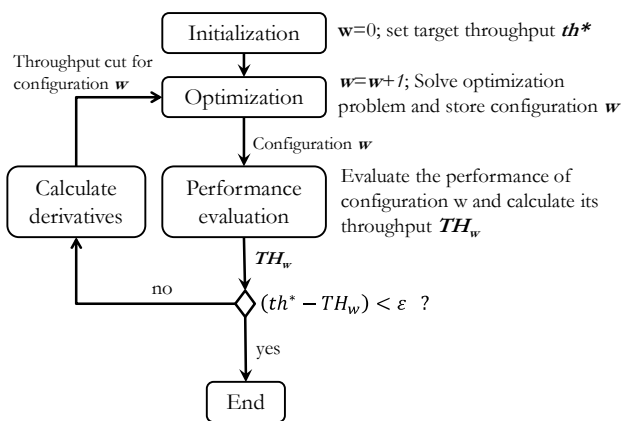 Initialization
w=0; set target throughput th*
Throughput cut for
configuration w
Optimization
w=w+1; Solve optimization
problem and store configuration w
Configuration w
Calculate
derivatives
Performance
evaluation
Evaluate the performance of
configuration w and calculate its
throughput TH_w
TH_w
no
(th* − TH_w) < ε ?
yes
End